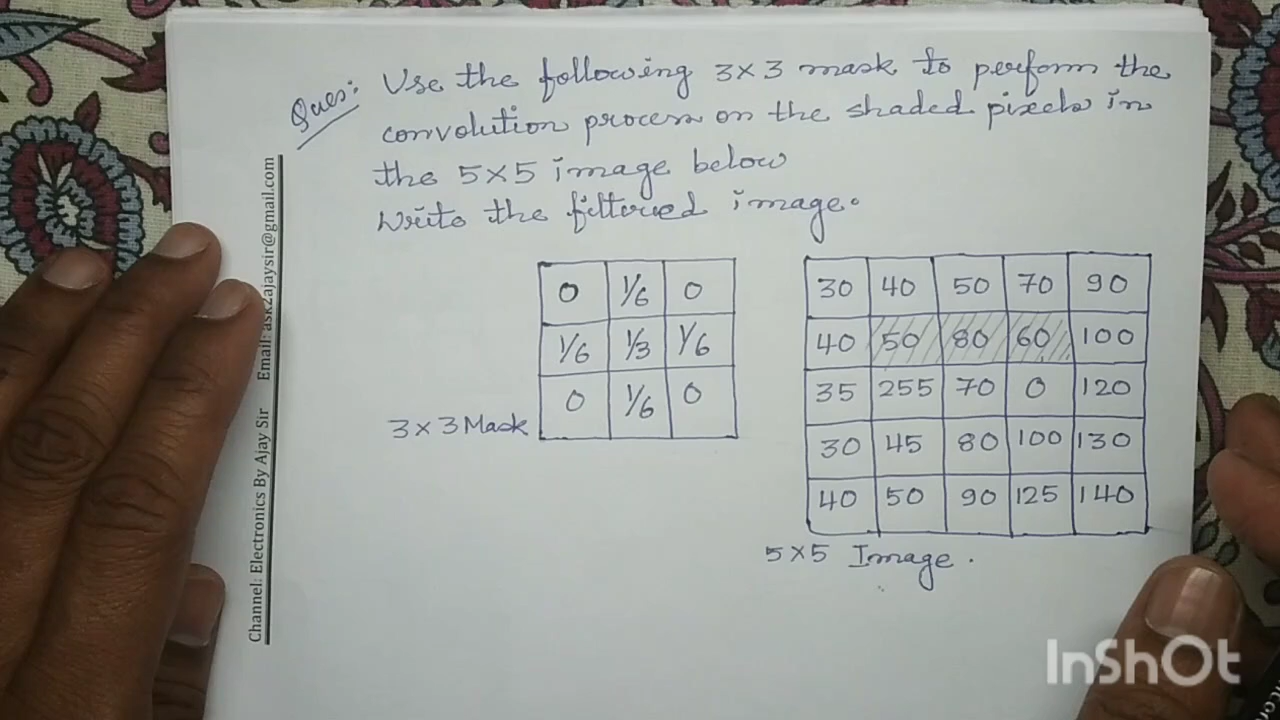 Ques: Use the following 3×3 mask to perform the
convolution process on the shaded pixels in
the 5×5 image below
Write the filtered image.
0 1/6 0
1/6 1/3 1/6
0 1/6 0
3×3 Mask
30 40 50 70 90
40 50 80 60 100
35 255 70 0 120
30 45 80 100 130
40 50 90 125 140
5×5 Image.
Channel: Electronics By Ajay Sir Email: ask2ajaysir@gmail.com
InShOt